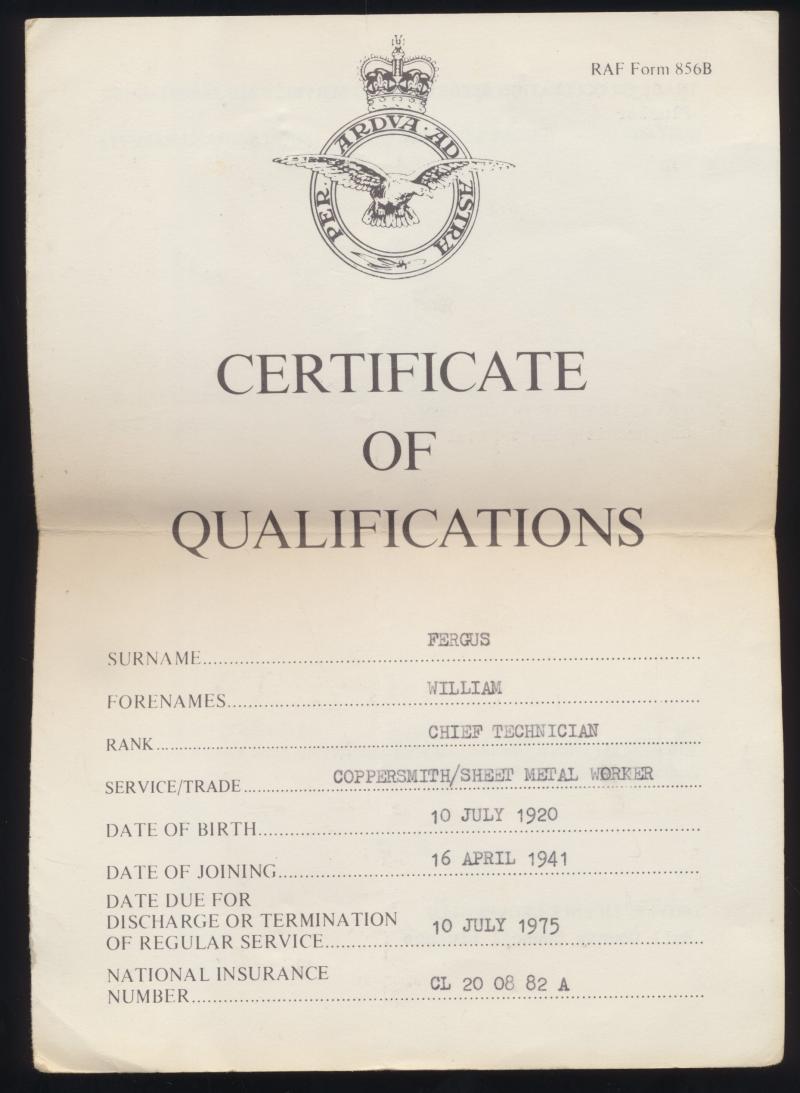 RAF Form 856B
PER · ARDVA · AD ASTRA
CERTIFICATE
OF
QUALIFICATIONS
SURNAME FERGUS
FORENAMES WILLIAM
RANK CHIEF TECHNICIAN
SERVICE/TRADE COPPERSMITH/SHEET METAL WORKER
DATE OF BIRTH 10 JULY 1920
DATE OF JOINING 16 APRIL 1941
DATE DUE FOR
DISCHARGE OR TERMINATION
OF REGULAR SERVICE 10 JULY 1975
NATIONAL INSURANCE
NUMBER CL 20 08 82 A